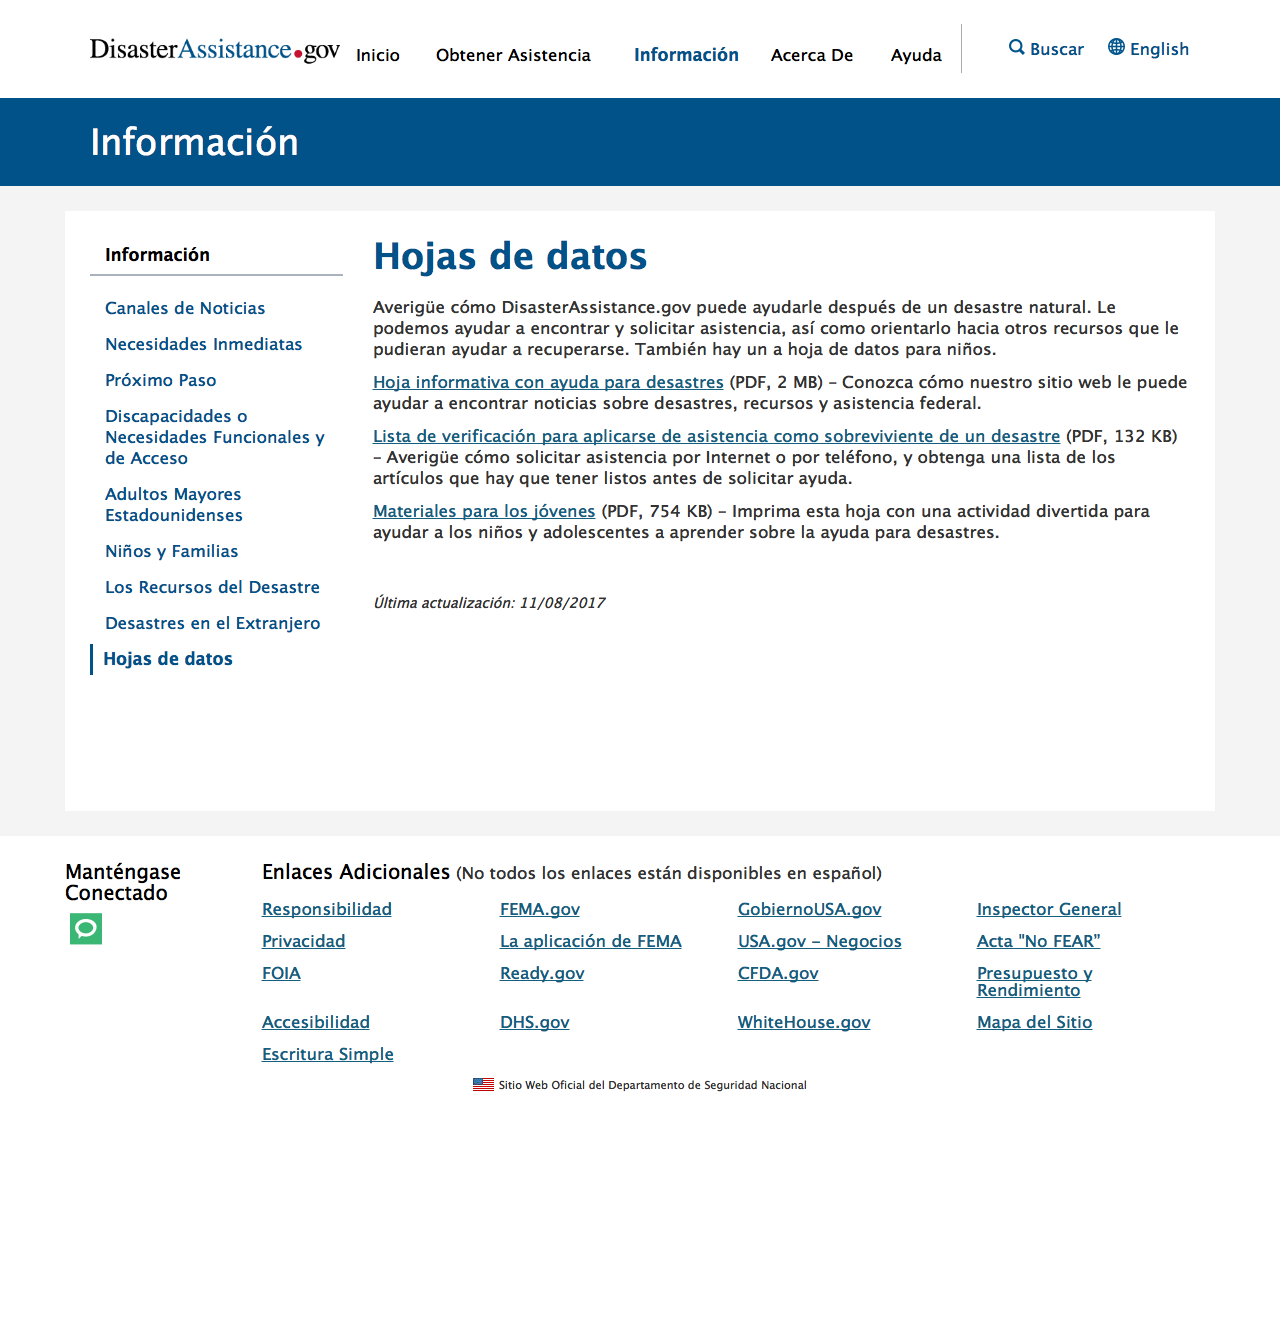 DisasterAssistance.gov
Inicio
Obtener Asistencia
Información
Acerca De
Ayuda
Buscar
English
Información
Información
Canales de Noticias
Necesidades Inmediatas
Próximo Paso
Discapacidades o
Necesidades Funcionales y
de Acceso
Adultos Mayores
Estadounidenses
Niños y Familias
Los Recursos del Desastre
Desastres en el Extranjero
Hojas de datos
Hojas de datos
Averigüe cómo DisasterAssistance.gov puede ayudarle después de un desastre natural. Le
podemos ayudar a encontrar y solicitar asistencia, así como orientarlo hacia otros recursos que le
pudieran ayudar a recuperarse. También hay un a hoja de datos para niños.
Hoja informativa con ayuda para desastres (PDF, 2 MB) – Conozca cómo nuestro sitio web le puede
ayudar a encontrar noticias sobre desastres, recursos y asistencia federal.
Lista de verificación para aplicarse de asistencia como sobreviviente de un desastre (PDF, 132 KB)
– Averigüe cómo solicitar asistencia por Internet o por teléfono, y obtenga una lista de los
artículos que hay que tener listos antes de solicitar ayuda.
Materiales para los jóvenes (PDF, 754 KB) – Imprima esta hoja con una actividad divertida para
ayudar a los niños y adolescentes a aprender sobre la ayuda para desastres.
Última actualización: 11/08/2017
Manténgase
Conectado
Enlaces Adicionales (No todos los enlaces están disponibles en español)
Responsibilidad
FEMA.gov
GobiernoUSA.gov
Inspector General
Privacidad
La aplicación de FEMA
USA.gov – Negocios
Acta "No FEAR”
FOIA
Ready.gov
CFDA.gov
Presupuesto y
Rendimiento
Accesibilidad
DHS.gov
WhiteHouse.gov
Mapa del Sitio
Escritura Simple
Sitio Web Oficial del Departamento de Seguridad Nacional